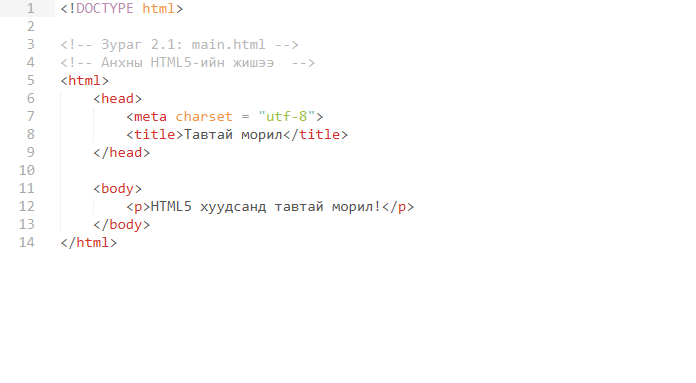 1 <!DOCTYPE html>
2
3 <!-- Зураг 2.1: main.html -->
4 <!-- Анхны HTML5-ийн жишээ  -->
5 <html>
6     <head>
7         <meta charset = "utf-8">
8         <title>Тавтай морил</title>
9     </head>
10
11     <body>
12         <p>HTML5 хуудсанд тавтай морил!</p>
13     </body>
14 </html>